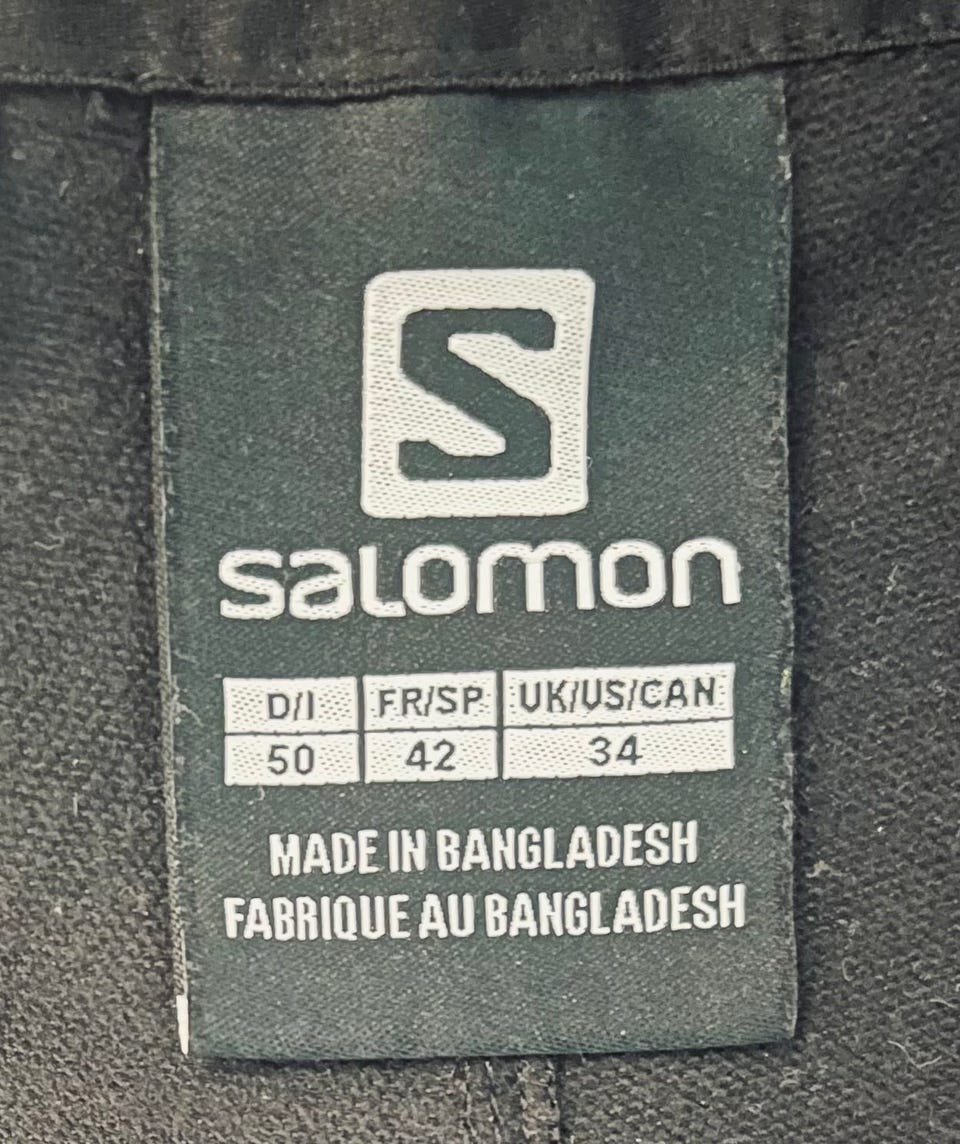 S
salomon
D/I FR/SP UK/US/CAN
50 42 34
MADE IN BANGLADESH
FABRIQUE AU BANGLADESH